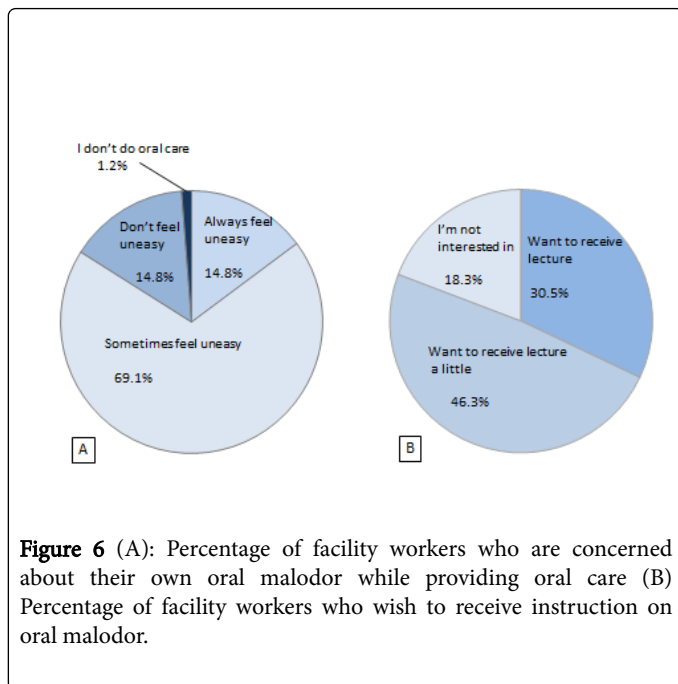 I don't do oral care
1.2%
Don't feel
uneasy
14.8%
Always feel
uneasy
14.8%
Sometimes feel uneasy
69.1%
A
I'm not
interested in
18.3%
Want to receive
lecture
30.5%
Want to receive lecture
a little
46.3%
B
Figure 6 (A): Percentage of facility workers who are concerned
about their own oral malodor while providing oral care (B)
Percentage of facility workers who wish to receive instruction on
oral malodor.